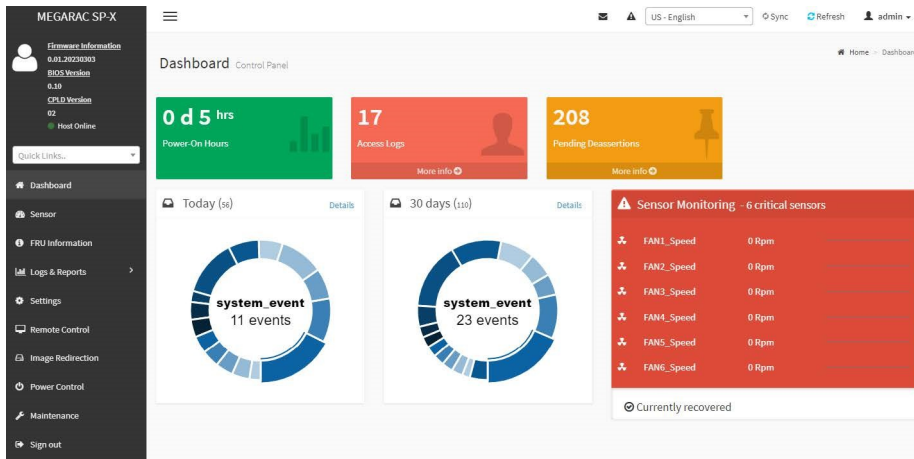 MEGARAC SP-X
Firmware Information
0.01.20230303
BIOS Version
0.10
CPLD Version
02
Host Online
Quick Links..
Dashboard
Sensor
FRU Information
Logs & Reports
Settings
Remote Control
Image Redirection
Power Control
Maintenance
Sign out
US - English
Sync
Refresh
admin
Dashboard Control Panel
Home - Dashboar
0 d 5 hrs
Power-On Hours
17
Access Logs
More info
208
Pending Deassertions
More info
Today (56) Details
system_event
11 events
30 days (110) Details
system_event
23 events
Sensor Monitoring - 6 critical sensors
FAN1_Speed 0 Rpm
FAN2_Speed 0 Rpm
FAN3_Speed 0 Rpm
FAN4_Speed 0 Rpm
FAN5_Speed 0 Rpm
FAN6_Speed 0 Rpm
Currently recovered